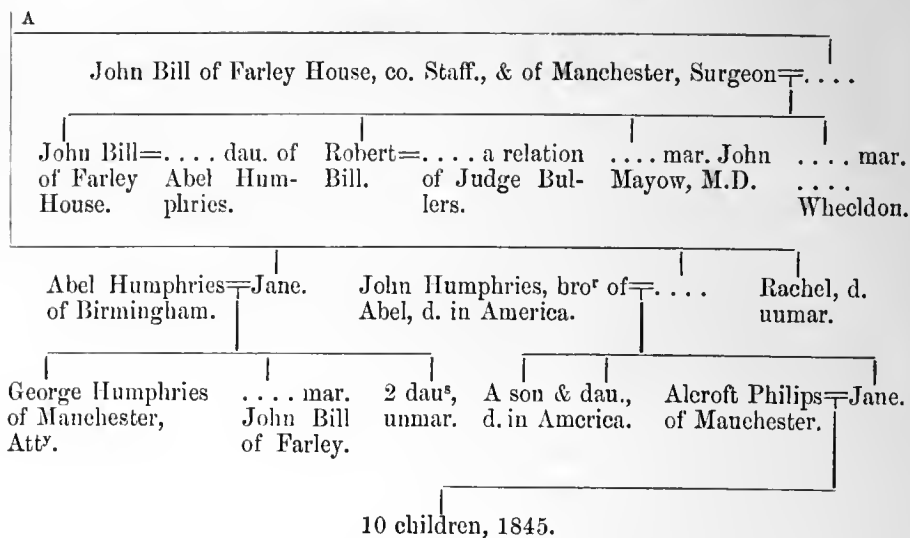 A
John Bill of Farley House, co. Staff., & of Manchester, Surgeon=. . . .
John Bill=. . . . dau. of
of Farley Abel Hum-
House. phries.
Robert=. . . . a relation
Bill. of Judge Bul-
lers.
. . . . mar. John
Mayow, M.D.
. . . . mar.
. . . .
Wheeldon.
Abel Humphries=Jane.
of Birmingham.
John Humphries, broʳ of=. . . .
Abel, d. in America.
Rachel, d.
unmar.
George Humphries
of Manchester,
Attʸ.
. . . . mar.
John Bill
of Farley.
2 dauˢ,
unmar.
A son & dau.,
d. in America.
Alcroft Philips=Jane.
of Manchester.
10 children, 1845.